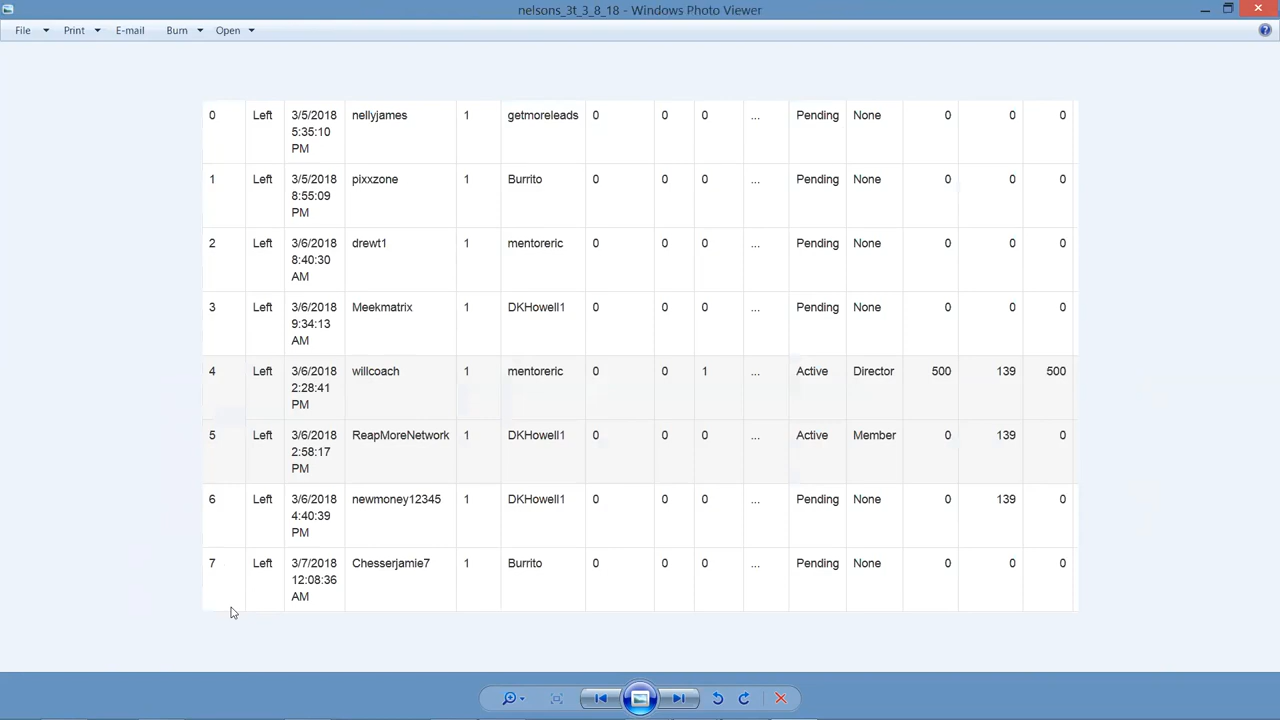 nelsons_3t_3_8_18 - Windows Photo Viewer
File Print E-mail Burn Open
0 Left 3/5/2018 5:35:10 PM nellyjames 1 getmoreleads 0 0 0 ... Pending None 0 0 0
1 Left 3/5/2018 8:55:09 PM pixxzone 1 Burrito 0 0 0 ... Pending None 0 0 0
2 Left 3/6/2018 8:40:30 AM drewt1 1 mentoreric 0 0 0 ... Pending None 0 0 0
3 Left 3/6/2018 9:34:13 AM Meekmatrix 1 DKHowell1 0 0 0 ... Pending None 0 0 0
4 Left 3/6/2018 2:28:41 PM willcoach 1 mentoreric 0 0 1 ... Active Director 500 139 500
5 Left 3/6/2018 2:58:17 PM ReapMoreNetwork 1 DKHowell1 0 0 0 ... Active Member 0 139 0
6 Left 3/6/2018 4:40:39 PM newmoney12345 1 DKHowell1 0 0 0 ... Pending None 0 139 0
7 Left 3/7/2018 12:08:36 AM Chesserjamie7 1 Burrito 0 0 0 ... Pending None 0 0 0